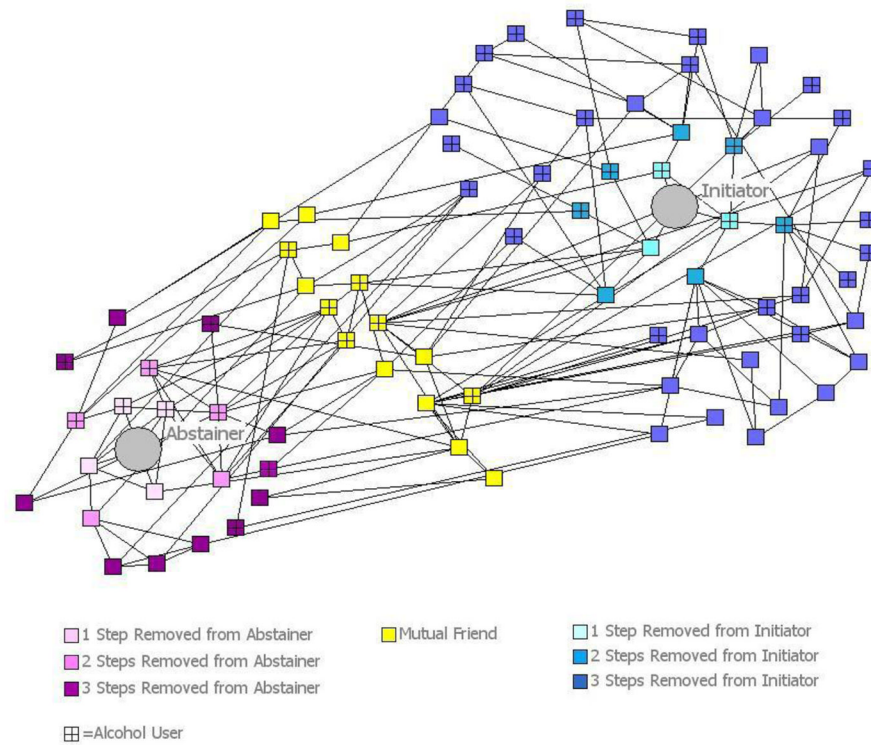 Initiator
Abstainer
1 Step Removed from Abstainer
2 Steps Removed from Abstainer
3 Steps Removed from Abstainer
=Alcohol User
Mutual Friend
1 Step Removed from Initiator
2 Steps Removed from Initiator
3 Steps Removed from Initiator